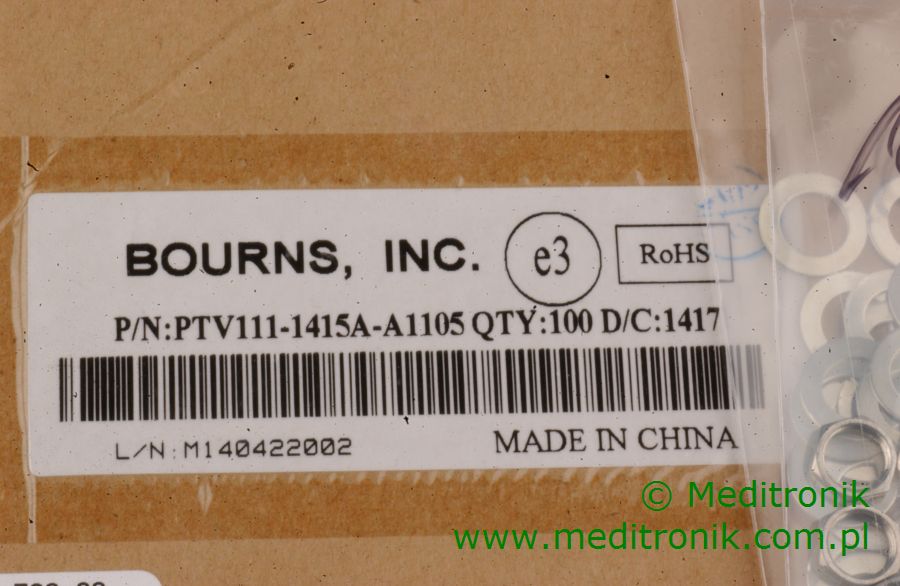 BOURNS, INC. e3 RoHS
P/N:PTV111-1415A-A1105 QTY:100 D/C:1417
L/N:M140422002 MADE IN CHINA
© Meditronik
www.meditronik.com.pl